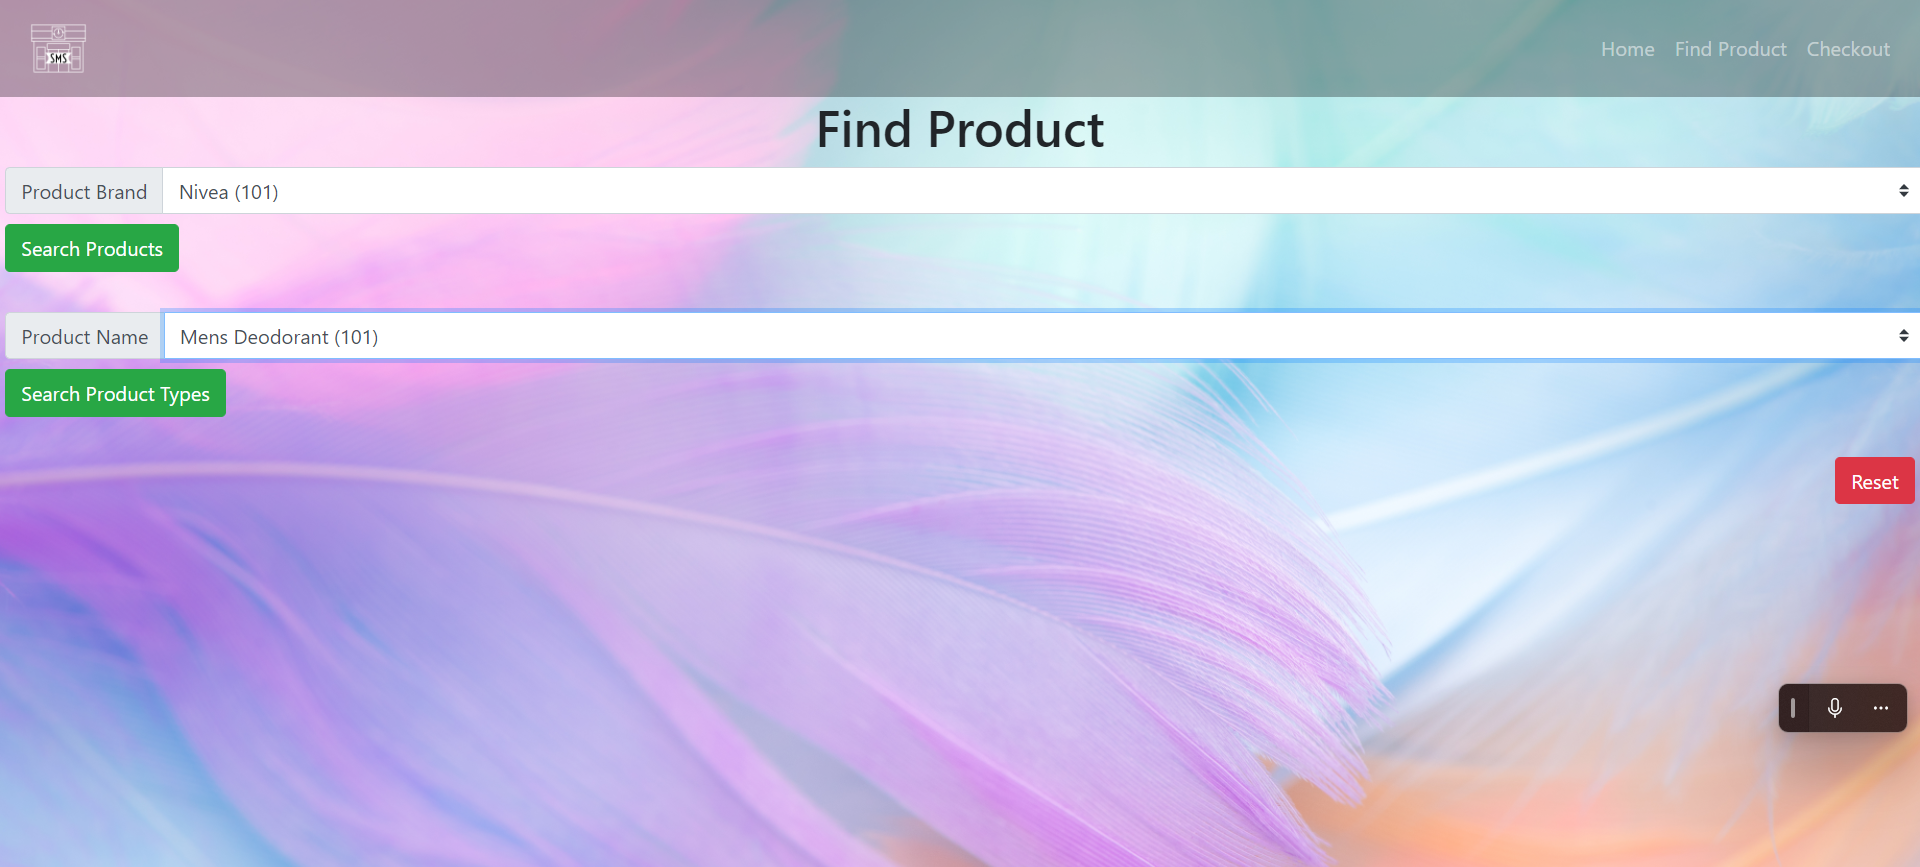 SMS
Home Find Product Checkout
Find Product
Product Brand Nivea (101)
Search Products
Product Name Mens Deodorant (101)
Search Product Types
Reset